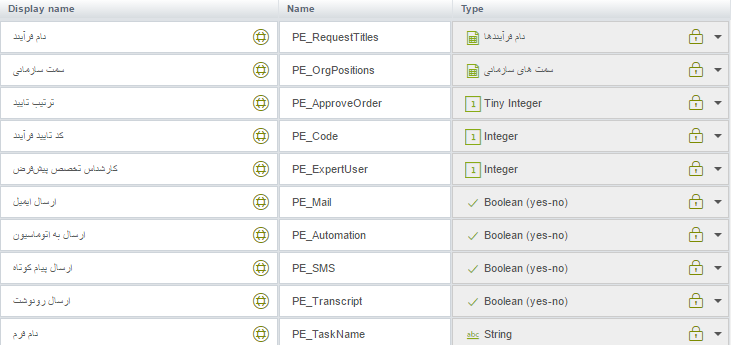 Display name Name Type
نام فرآیند PE_RequestTitles نام فرآیندها
سمت سازمانی PE_OrgPositions سمت های سازمانی
ترتیب تایید PE_ApproveOrder 1 Tiny Integer
کد تایید فرآیند PE_Code 1 Integer
کارشناس تخصص پیش‌فرض PE_ExpertUser 1 Integer
ارسال ایمیل PE_Mail Boolean (yes-no)
ارسال به اتوماسیون PE_Automation Boolean (yes-no)
ارسال پیام کوتاه PE_SMS Boolean (yes-no)
ارسال رونوشت PE_Transcript Boolean (yes-no)
نام فرم PE_TaskName abc String